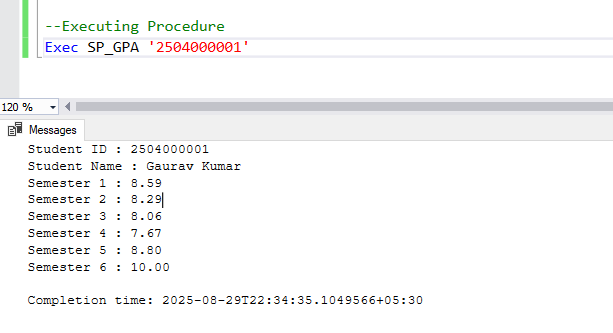 --Executing Procedure
Exec SP_GPA '2504000001'
120 %
Messages
Student ID : 2504000001
Student Name : Gaurav Kumar
Semester 1 : 8.59
Semester 2 : 8.29
Semester 3 : 8.06
Semester 4 : 7.67
Semester 5 : 8.80
Semester 6 : 10.00
Completion time: 2025-08-29T22:34:35.1049566+05:30